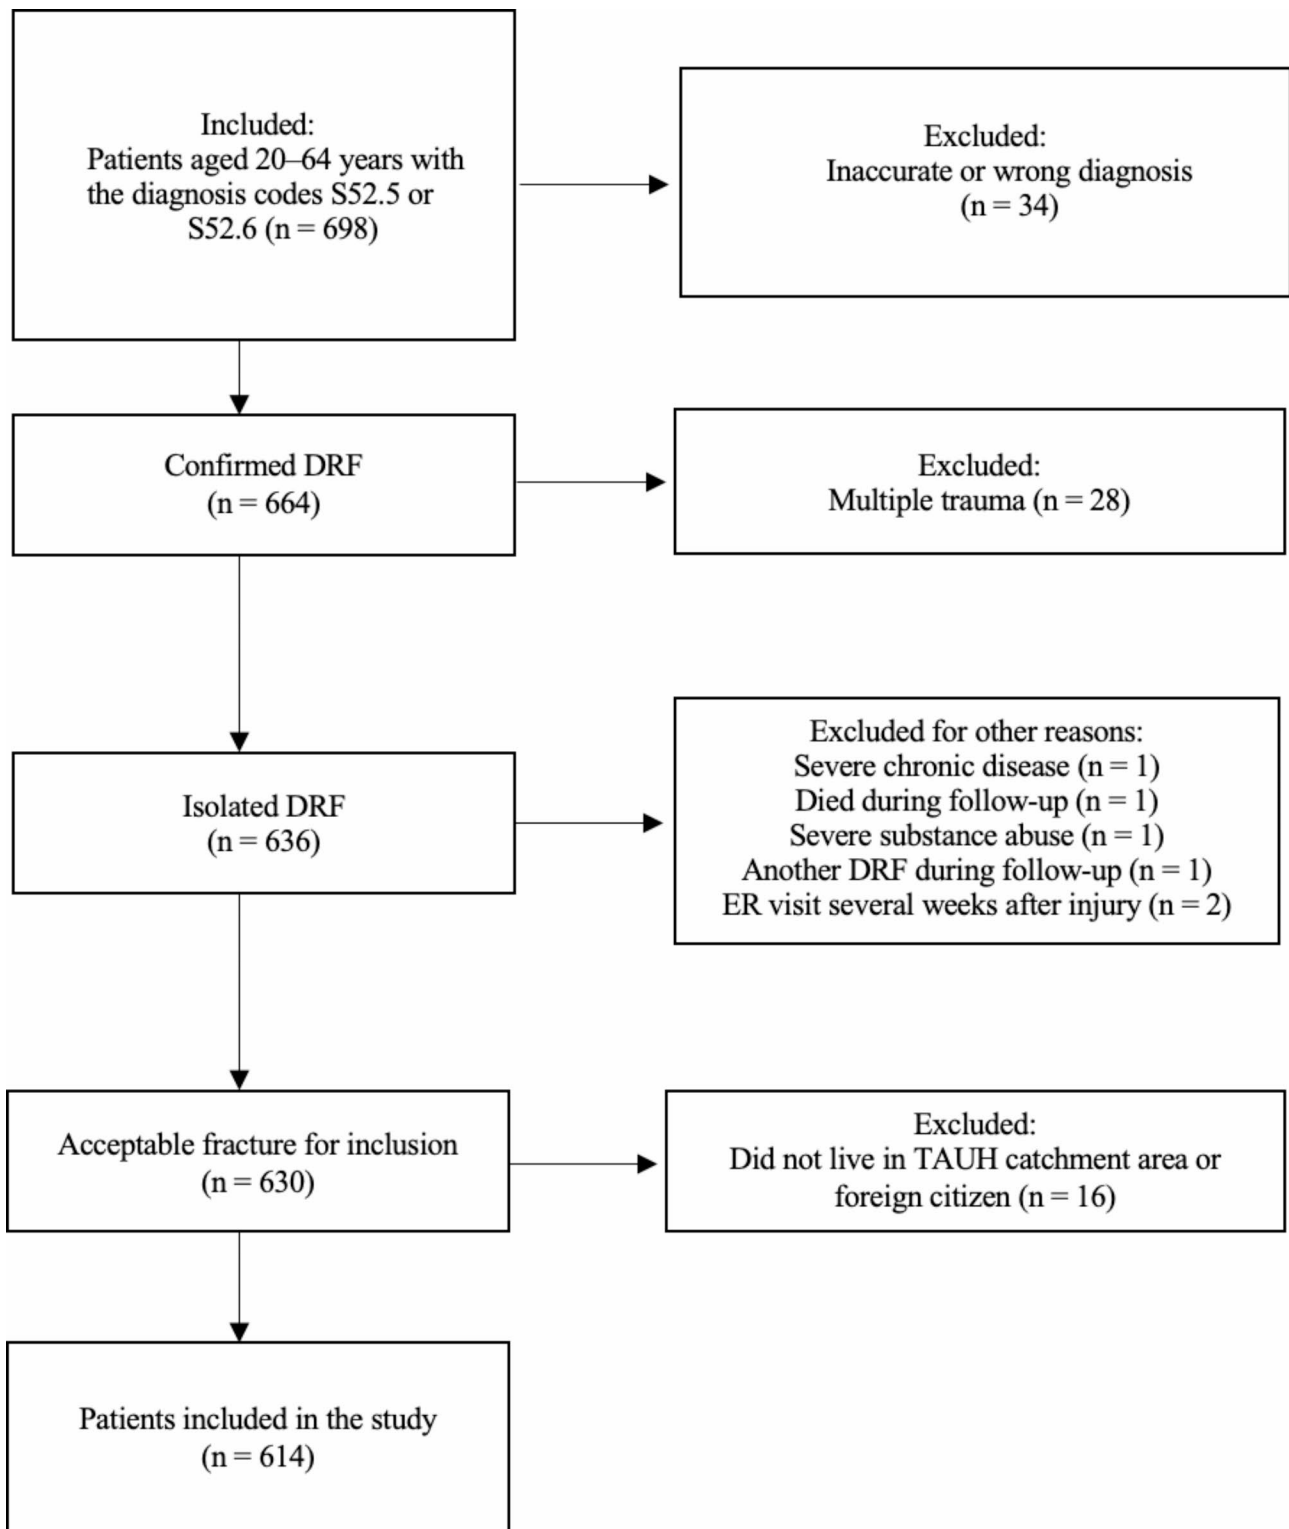 Included:
Patients aged 20–64 years with
the diagnosis codes S52.5 or
S52.6 (n = 698)
Excluded:
Inaccurate or wrong diagnosis
(n = 34)
Confirmed DRF
(n = 664)
Excluded:
Multiple trauma (n = 28)
Isolated DRF
(n = 636)
Excluded for other reasons:
Severe chronic disease (n = 1)
Died during follow-up (n = 1)
Severe substance abuse (n = 1)
Another DRF during follow-up (n = 1)
ER visit several weeks after injury (n = 2)
Acceptable fracture for inclusion
(n = 630)
Excluded:
Did not live in TAUH catchment area or
foreign citizen (n = 16)
Patients included in the study
(n = 614)